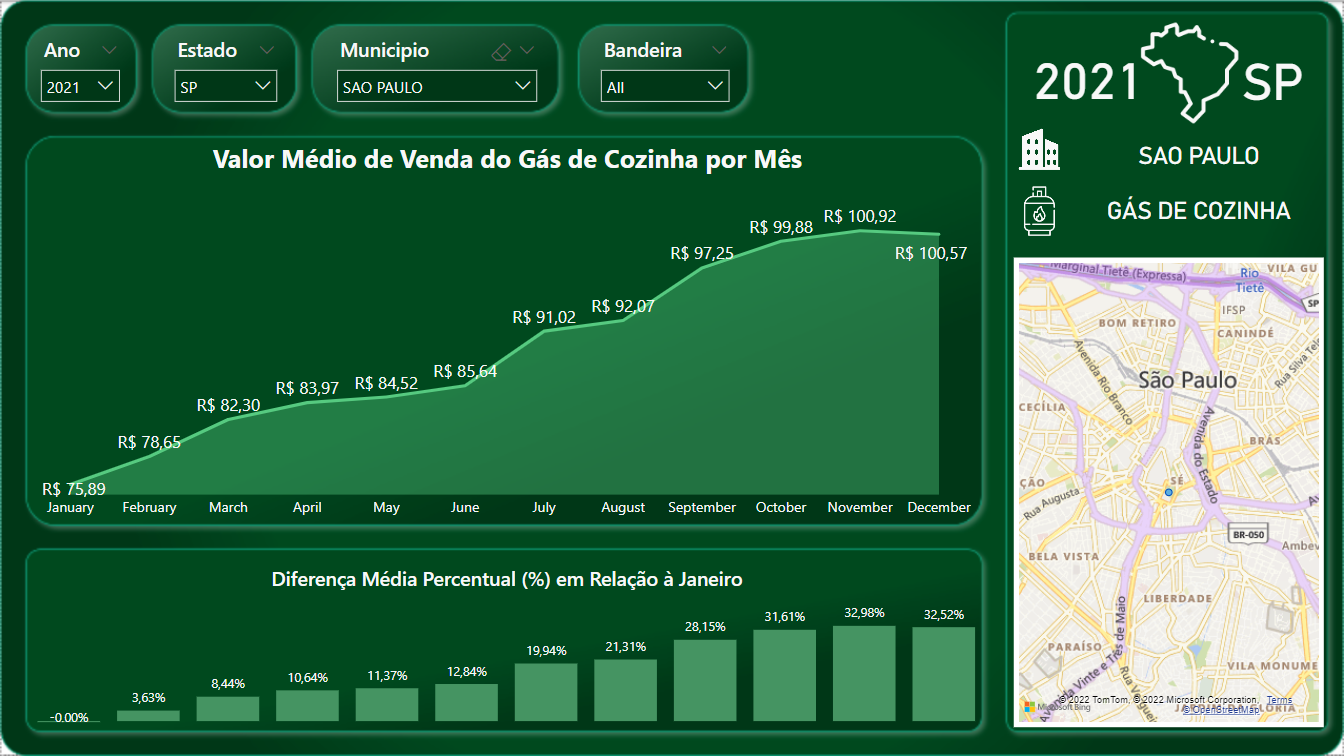 Ano
2021
Estado
SP
Municipio
SAO PAULO
Bandeira
All
2021 SP
SAO PAULO
GÁS DE COZINHA
Valor Médio de Venda do Gás de Cozinha por Mês
R$ 75,89
R$ 78,65
R$ 82,30
R$ 83,97
R$ 84,52
R$ 85,64
R$ 91,02
R$ 92,07
R$ 97,25
R$ 99,88
R$ 100,92
R$ 100,57
January February March April May June July August September October November December
Diferença Média Percentual (%) em Relação à Janeiro
-0.00%
3,63%
8,44%
10,64%
11,37%
12,84%
19,94%
21,31%
28,15%
31,61%
32,98%
32,52%
Marginal Tietê (Expressa)
Rio
Tietê
VILA GU
SP
IFSP
BOM RETIRO
CANINDÉ
Avenida Rio Branco
Rua Silva Tele
São Paulo
CECÍLIA
Avenida do Estado
BRÁS
ÇÃO
SÉ
Rua Augusta
BR-050
Ambev
BELA VISTA
LIBERDADE
PARAÍSO
Avenida Vinte e Três de Maio
VILA MONUME
Rua Verg
© 2022 TomTom, © 2022 Microsoft Corporation, Terms
Microsoft Bing
© OpenStreetMap